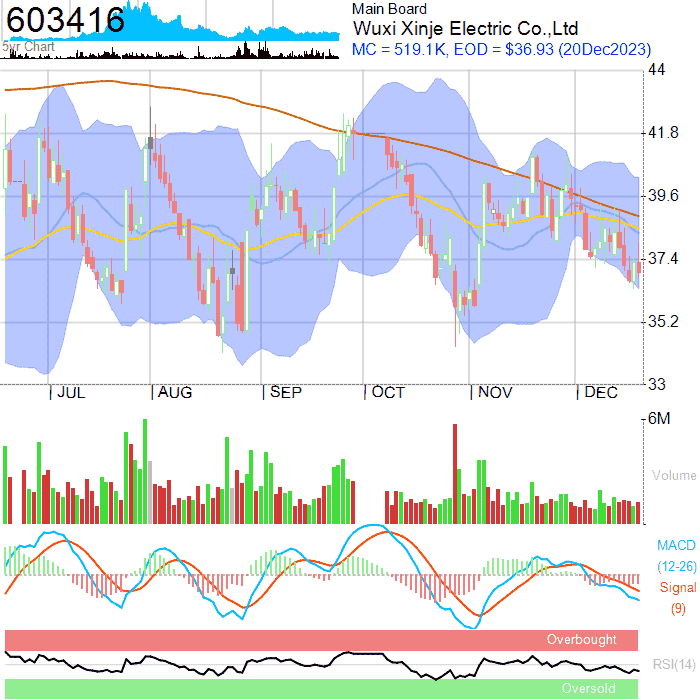 603416
5yr Chart
Main Board
Wuxi Xinje Electric Co.,Ltd
MC = 519.1K, EOD = $36.93 (20Dec2023)
44
41.8
39.6
37.4
35.2
33
JUL
AUG
SEP
OCT
NOV
DEC
6M
Volume
MACD
(12-26)
Signal
(9)
Overbought
RSI(14)
Oversold